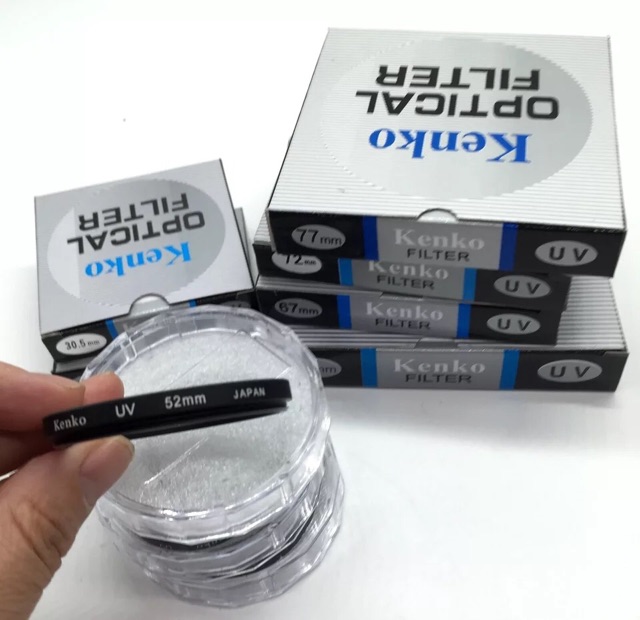 Kenko
OPTICAL
FILTER
77mm
Kenko
FILTER
UV
72mm
Kenko
FILTER
UV
67mm
Kenko
FILTER
UV
mm
Kenko
FILTER
UV
Kenko
OPTICAL
FILTER
30.5mm
Kenko UV 52mm JAPAN